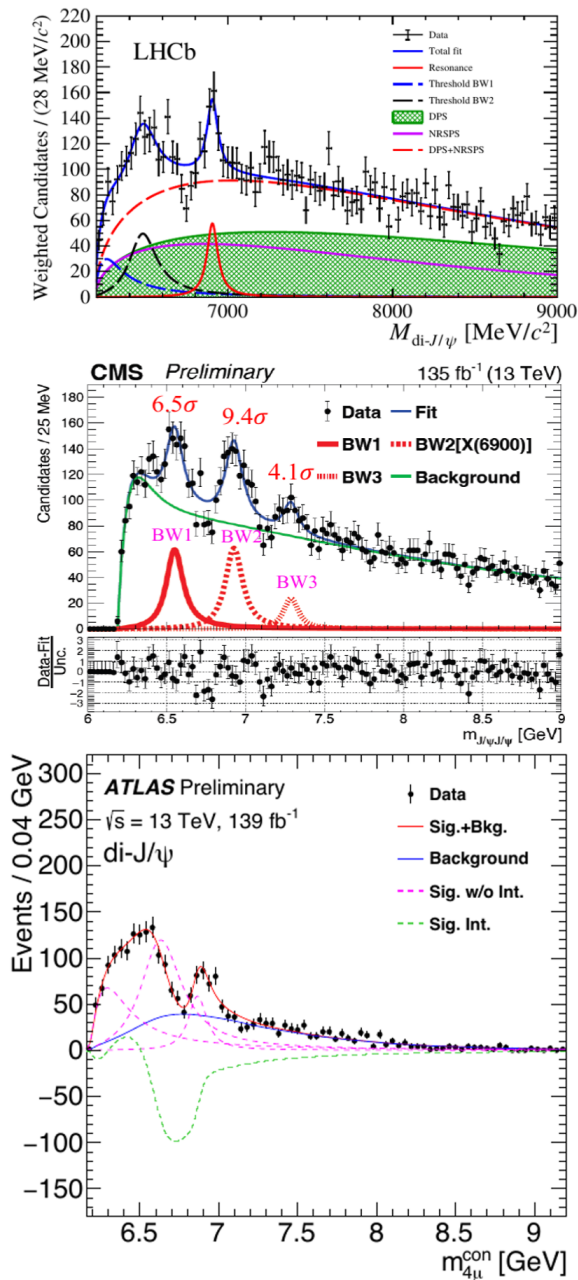 LHCb
Weighted Candidates / (28 MeV/c²)
220
200
180
160
140
120
100
80
60
40
20
0
Data
Total fit
Resonance
Threshold BW1
Threshold BW2
DPS
NRSPS
DPS+NRSPS
7000 8000 9000
M_di-J/ψ [MeV/c²]
CMS Preliminary 135 fb⁻¹ (13 TeV)
Candidates / 25 MeV
180
160
140
120
100
80
60
40
20
0
6.5σ 9.4σ 4.1σ
Data Fit
BW1 BW2[X(6900)]
BW3 Background
BW1 BW2 BW3
Data-Fit
Unc.
3
2
1
0
-1
-2
-3
6 6.5 7 7.5 8 8.5 9
m_J/ψJ/ψ [GeV]
ATLAS Preliminary
√s = 13 TeV, 139 fb⁻¹
di-J/ψ
Events / 0.04 GeV
300
250
200
150
100
50
0
−50
−100
−150
Data
Sig.+Bkg.
Background
Sig. w/o Int.
Sig. Int.
6.5 7 7.5 8 8.5 9
m_4μ^con [GeV]